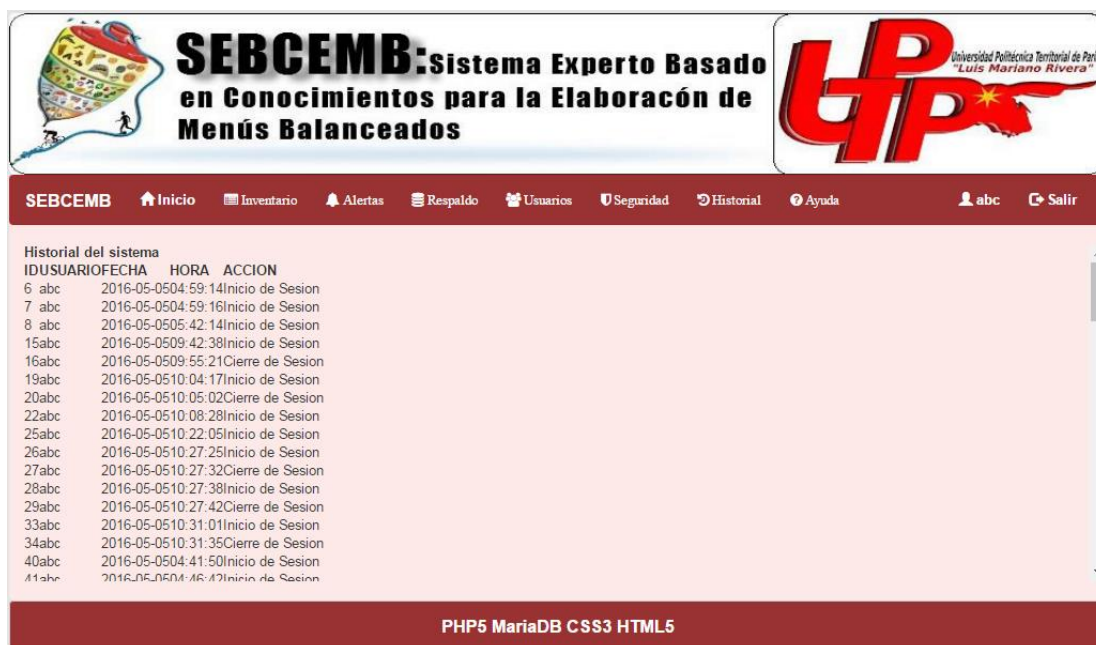 SEBCEMB:Sistema Experto Basado
en Conocimientos para la Elaboracón de
Menús Balanceados
UPTP
Universidad Politécnica Territorial de Pari
"Luis Mariano Rivera"
SEBCEMB Inicio Inventario Alertas Respaldo Usuarios Seguridad Historial Ayuda abc Salir
Historial del sistema
IDUSUARIOFECHA HORA ACCION
6 abc 2016-05-0504:59:14Inicio de Sesion
7 abc 2016-05-0504:59:16Inicio de Sesion
8 abc 2016-05-0505:42:14Inicio de Sesion
15abc 2016-05-0509:42:38Inicio de Sesion
16abc 2016-05-0509:55:21Cierre de Sesion
19abc 2016-05-0510:04:17Inicio de Sesion
20abc 2016-05-0510:05:02Cierre de Sesion
22abc 2016-05-0510:08:28Inicio de Sesion
25abc 2016-05-0510:22:05Inicio de Sesion
26abc 2016-05-0510:27:25Inicio de Sesion
27abc 2016-05-0510:27:32Cierre de Sesion
28abc 2016-05-0510:27:38Inicio de Sesion
29abc 2016-05-0510:27:42Cierre de Sesion
33abc 2016-05-0510:31:01Inicio de Sesion
34abc 2016-05-0510:31:35Cierre de Sesion
40abc 2016-05-0504:41:50Inicio de Sesion
41abc 2016-05-0504:46:42Inicio de Sesion
PHP5 MariaDB CSS3 HTML5